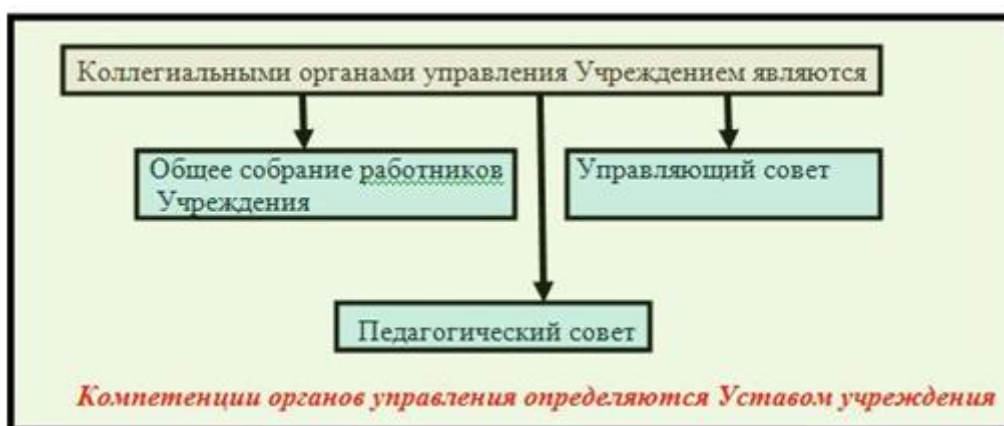 Коллегиальными органами управления Учреждением являются
Общее собрание работников
Учреждения
Управляющий совет
Педагогический совет
Компетенции органов управления определяются Уставом учреждения